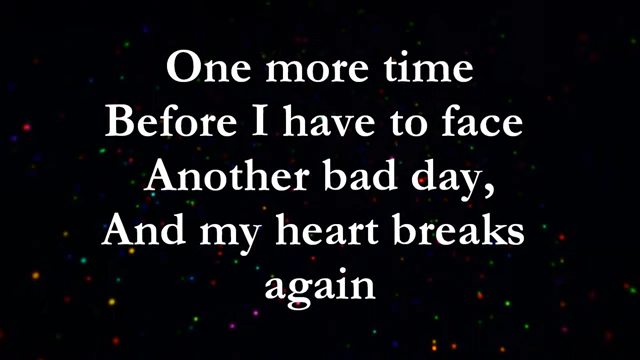 One more time
Before I have to face
Another bad day,
And my heart breaks
again